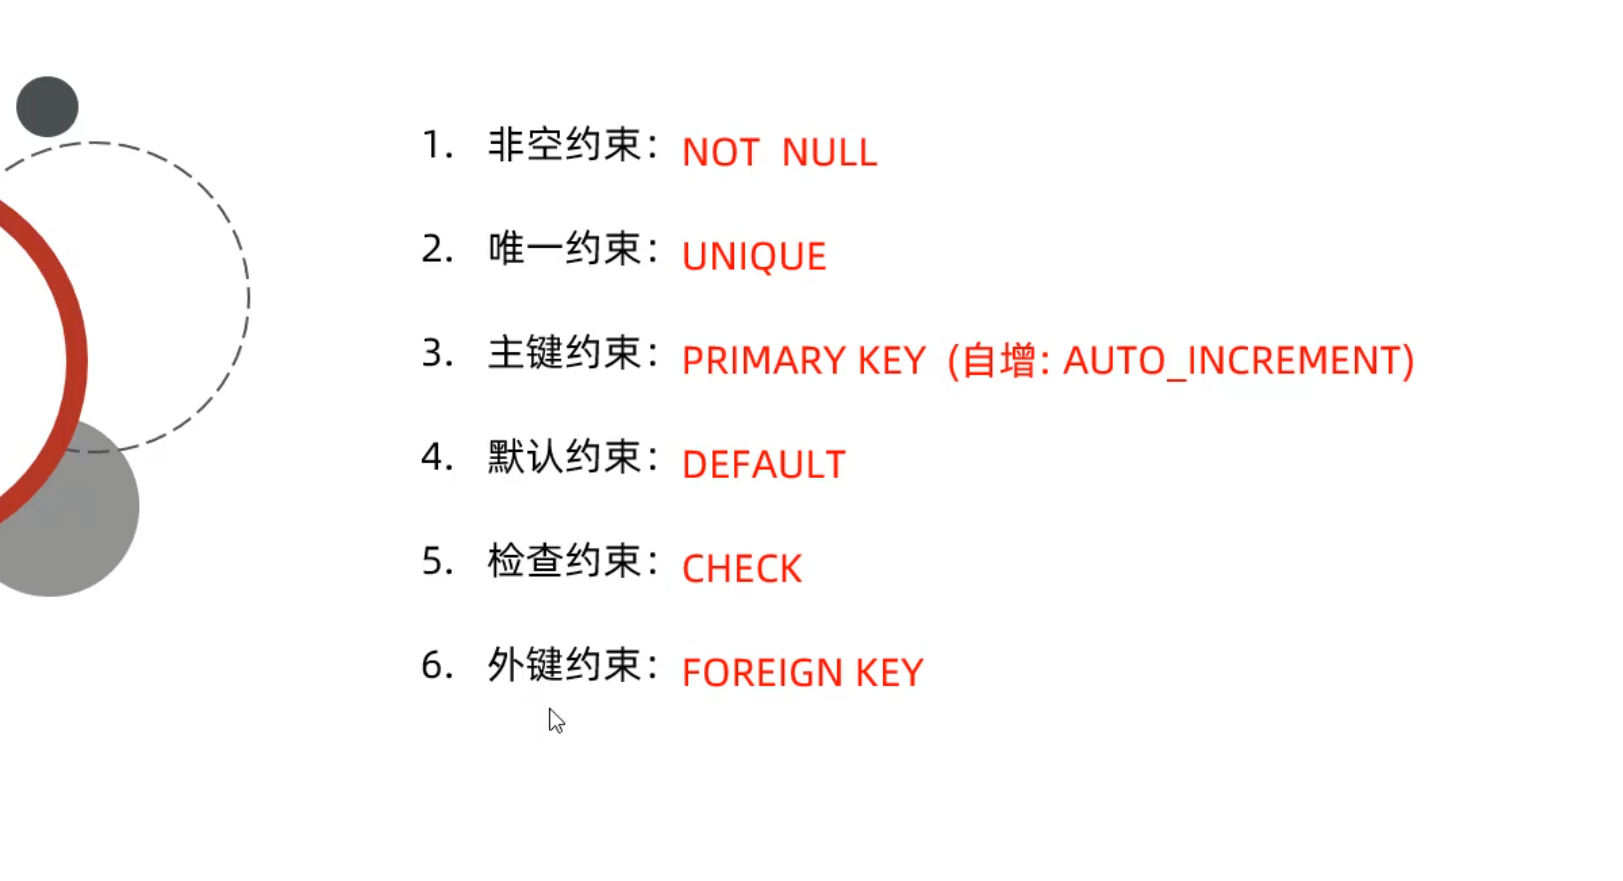 1. 非空约束：NOT NULL
2. 唯一约束：UNIQUE
3. 主键约束：PRIMARY KEY (自增: AUTO_INCREMENT)
4. 默认约束：DEFAULT
5. 检查约束：CHECK
6. 外键约束：FOREIGN KEY